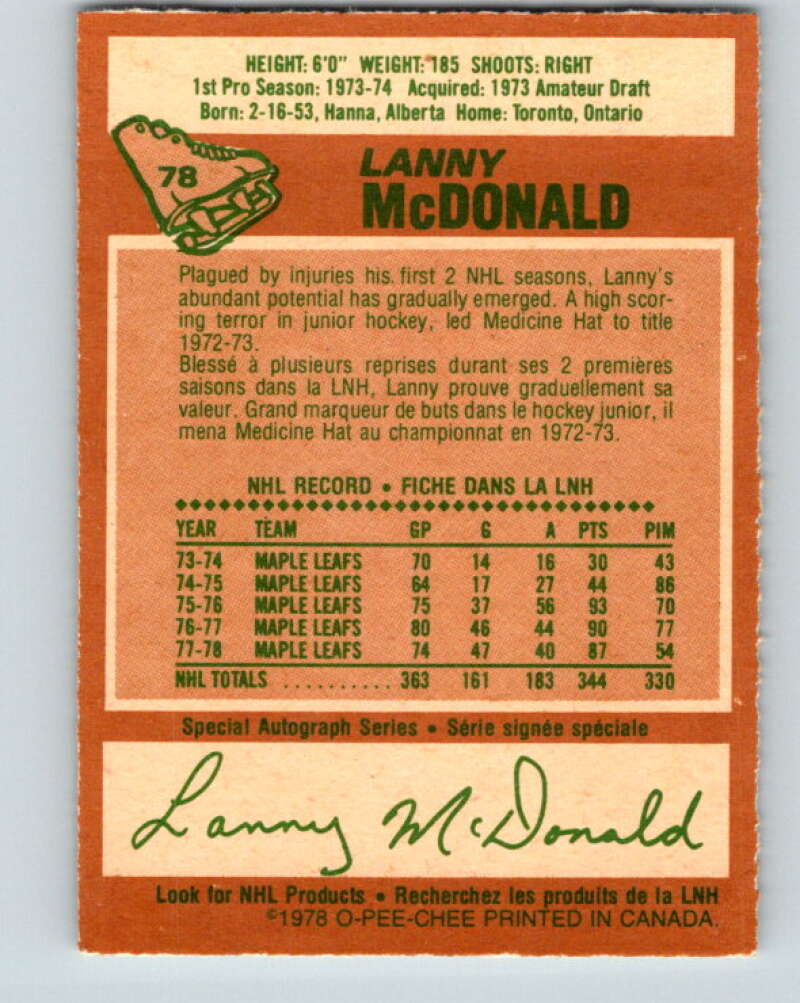 HEIGHT: 6'0" WEIGHT: 185 SHOOTS: RIGHT
1st Pro Season: 1973-74 Acquired: 1973 Amateur Draft
Born: 2-16-53, Hanna, Alberta Home: Toronto, Ontario
78
LANNY
McDONALD
Plagued by injuries his first 2 NHL seasons, Lanny's
abundant potential has gradually emerged. A high scor-
ing terror in junior hockey, led Medicine Hat to title
1972-73.
Blessé à plusieurs reprises durant ses 2 premières
saisons dans la LNH, Lanny prouve graduellement sa
valeur. Grand marqueur de buts dans le hockey junior, il
mena Medicine Hat au championnat en 1972-73.
NHL RECORD • FICHE DANS LA LNH
YEAR TEAM GP G A PTS PIM
73-74 MAPLE LEAFS 70 14 16 30 43
74-75 MAPLE LEAFS 64 17 27 44 86
75-76 MAPLE LEAFS 75 37 56 93 70
76-77 MAPLE LEAFS 80 46 44 90 77
77-78 MAPLE LEAFS 74 47 40 87 54
NHL TOTALS .......... 363 161 183 344 330
Special Autograph Series • Série signée spéciale
Lanny McDonald
Look for NHL Products • Recherchez les produits de la LNH
©1978 O-PEE-CHEE PRINTED IN CANADA.